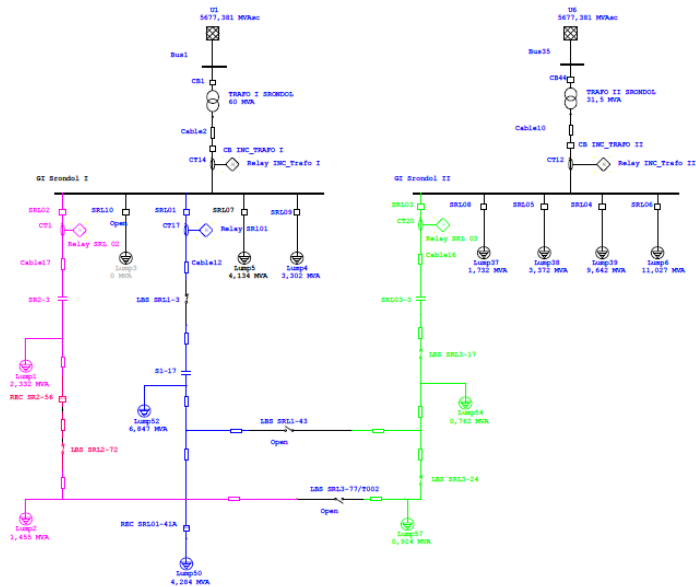 U1
5677,381 MVAsc
U6
5677,381 MVAsc
Bus1
Bus35
CB1
CB44
TRAFO I SRONDOL
60 MVA
TRAFO II SRONDOL
31,5 MVA
Cable2
Cable10
CB INC_TRAFO I
CB INC_TRAFO II
CT14
Relay INC_Trafo I
CT12
Relay INC_Trafo II
GI Srondol I
GI Srondol II
SRL02
SRL10
SRL01
SRL07
SRL09
SRL03
SRL08
SRL05
SRL04
SRL06
Open
CT1
CT17
Relay SRL01
CT20
Relay SRL 02
Relay SRL 03
Cable17
Lump3
0 MVA
Cable12
Lump5
4,134 MVA
Lump4
3,302 MVA
Cable16
Lump37
1,732 MVA
Lump38
3,372 MVA
Lump39
9,642 MVA
Lump6
11,027 MVA
LBS SRL1-3
SR2-3
SRL03-3
LBS SRL3-17
S1-17
Lump1
2,332 MVA
REC SR2-56
Lump52
6,847 MVA
Lump54
0,762 MVA
LBS SRL1-43
Open
LBS SRL2-72
LBS SRL3-24
LBS SRL3-77/T002
Open
Lump2
1,455 MVA
REC SRL01-41A
Lump57
0,924 MVA
Lump50
4,284 MVA